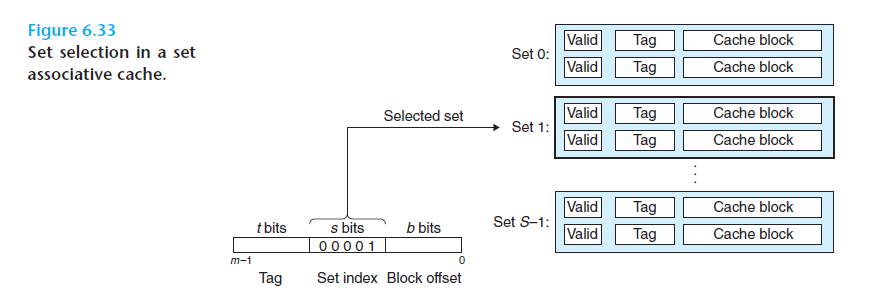 Figure 6.33
Set selection in a set
associative cache.
Set 0:
Valid Tag Cache block
Valid Tag Cache block
Selected set
Set 1:
Valid Tag Cache block
Valid Tag Cache block
. . .
Set S–1:
Valid Tag Cache block
Valid Tag Cache block
t bits s bits b bits
0 0 0 0 1
m–1 0
Tag Set index Block offset